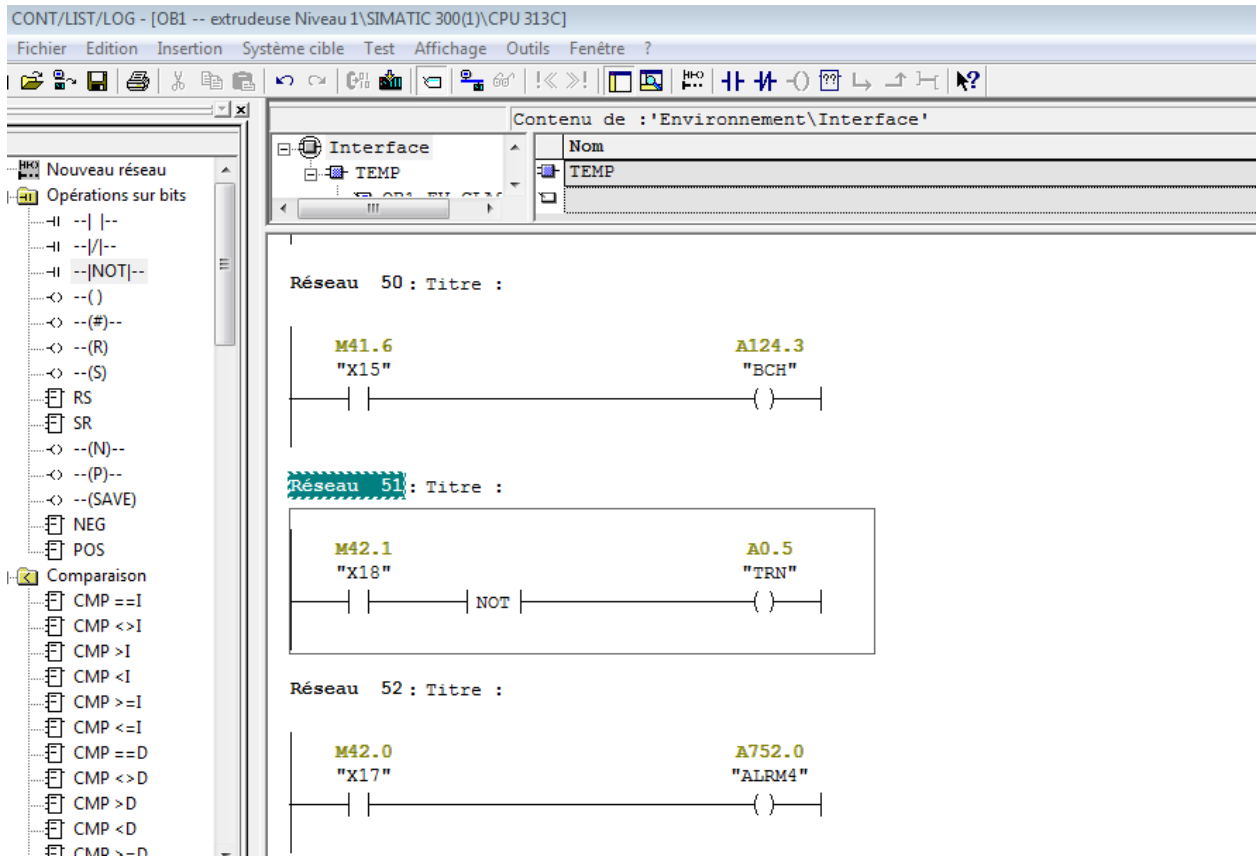 CONT/LIST/LOG - [OB1 -- extrudeuse Niveau 1\SIMATIC 300(1)\CPU 313C]
Fichier Edition Insertion Système cible Test Affichage Outils Fenêtre ?
Contenu de :'Environnement\Interface'
Interface
TEMP
Nom
TEMP
Nouveau réseau
Opérations sur bits
--| |--
--|/|--
--|NOT|--
--( )
--(#)--
--(R)
--(S)
RS
SR
--(N)--
--(P)--
--(SAVE)
NEG
POS
Comparaison
CMP ==I
CMP <>I
CMP >I
CMP <I
CMP >=I
CMP <=I
CMP ==D
CMP <>D
CMP >D
CMP <D
CMP >=D
Réseau 50 : Titre :
M41.6 A124.3
"X15" "BCH"
Réseau 51 : Titre :
M42.1 A0.5
"X18" "TRN"
NOT
Réseau 52 : Titre :
M42.0 A752.0
"X17" "ALRM4"